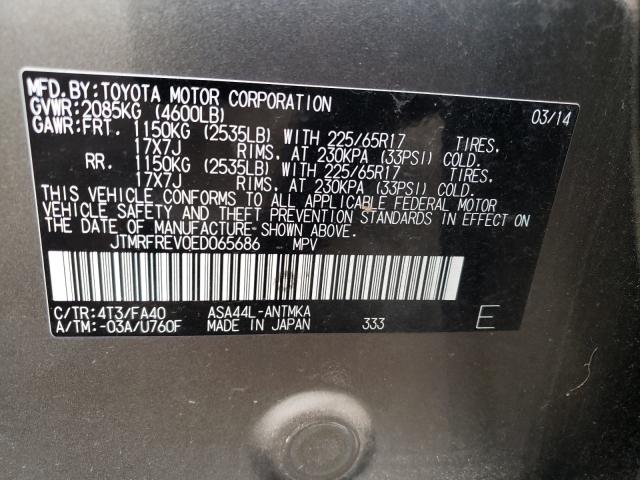 MFD.BY:TOYOTA MOTOR CORPORATION 03/14
GVWR:2085KG (4600LB)
GAWR:FRT. 1150KG (2535LB) WITH 225/65R17 TIRES.
17X7J RIMS. AT 230KPA (33PSI) COLD.
RR. 1150KG (2535LB) WITH 225/65R17 TIRES.
17X7J RIMS. AT 230KPA (33PSI) COLD.
THIS VEHICLE CONFORMS TO ALL APPLICABLE FEDERAL MOTOR
VEHICLE SAFETY AND THEFT PREVENTION STANDARDS IN EFFECT ON
THE DATE OF MANUFACTURE SHOWN ABOVE.
JTMRFREV0ED065686 MPV
C/TR:4T3/FA40 ASA44L-ANTMKA
A/TM:-03A/U760F MADE IN JAPAN 333 E